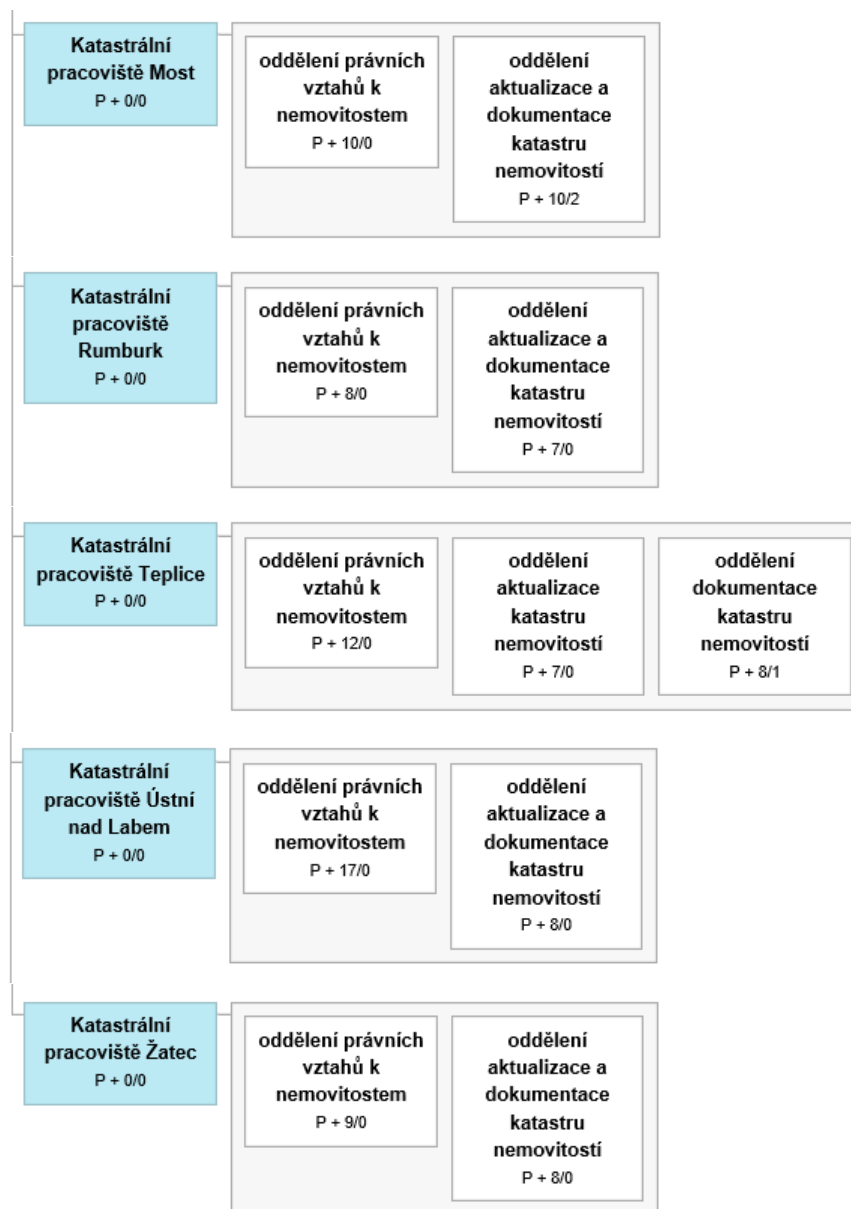 Katastrální
pracoviště Most
P + 0/0
oddělení právních
vztahů k
nemovitostem
P + 10/0
oddělení
aktualizace a
dokumentace
katastru
nemovitostí
P + 10/2
Katastrální
pracoviště
Rumburk
P + 0/0
oddělení právních
vztahů k
nemovitostem
P + 8/0
oddělení
aktualizace a
dokumentace
katastru
nemovitostí
P + 7/0
Katastrální
pracoviště Teplice
P + 0/0
oddělení právních
vztahů k
nemovitostem
P + 12/0
oddělení
aktualizace
katastru
nemovitostí
P + 7/0
oddělení
dokumentace
katastru
nemovitostí
P + 8/1
Katastrální
pracoviště Ústní
nad Labem
P + 0/0
oddělení právních
vztahů k
nemovitostem
P + 17/0
oddělení
aktualizace a
dokumentace
katastru
nemovitostí
P + 8/0
Katastrální
pracoviště Žatec
P + 0/0
oddělení právních
vztahů k
nemovitostem
P + 9/0
oddělení
aktualizace a
dokumentace
katastru
nemovitostí
P + 8/0